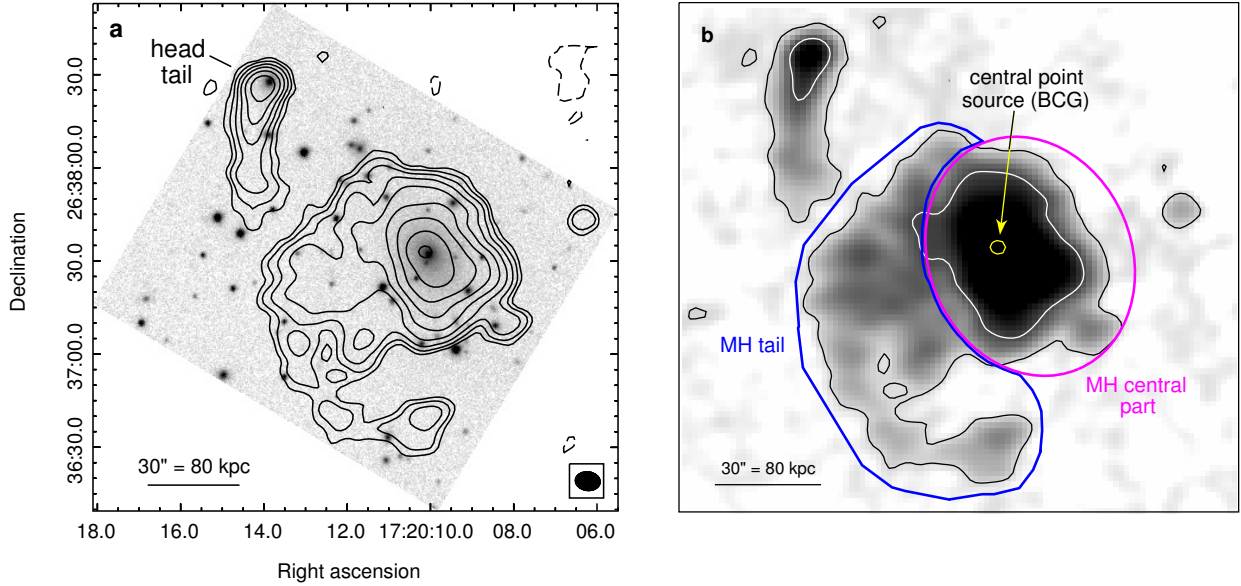 a
head
tail
30.0
26:38:00.0
30.0
37:00.0
36:30.0
Declination
30" = 80 kpc
18.0 16.0 14.0 12.0 17:20:10.0 08.0 06.0
Right ascension
b
central point
source (BCG)
MH tail
MH central
part
30" = 80 kpc